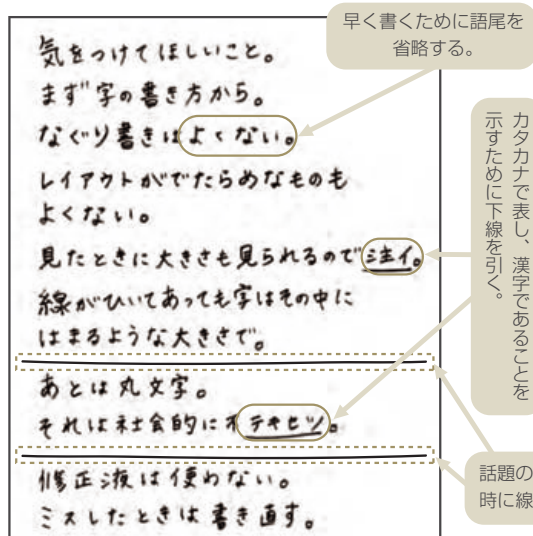 早く書くために語尾を
省略する。
気をつけてほしいこと。
まず字の書き方から。
なぐり書きはよくない。
レイアウトがでたらめなものも
よくない。
見たときに大きさも見られるので注イ。
線がひいてあっても字はその中に
はまるような大きさで。
あとは丸文字。
それは社会的に不テキセツ。
修正液は使わない。
ミスしたときは書き直す。
カタカナで表し、漢字であることを
示すために下線を引く。
話題の
時に線